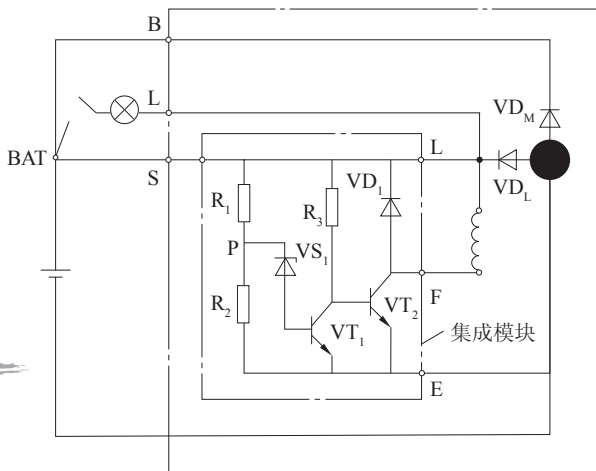 B
L
VD_M
BAT
S
L
VD_L
R_1
VD_1
R_3
P
VS_1
F
R_2
VT_1
VT_2
集成模块
E